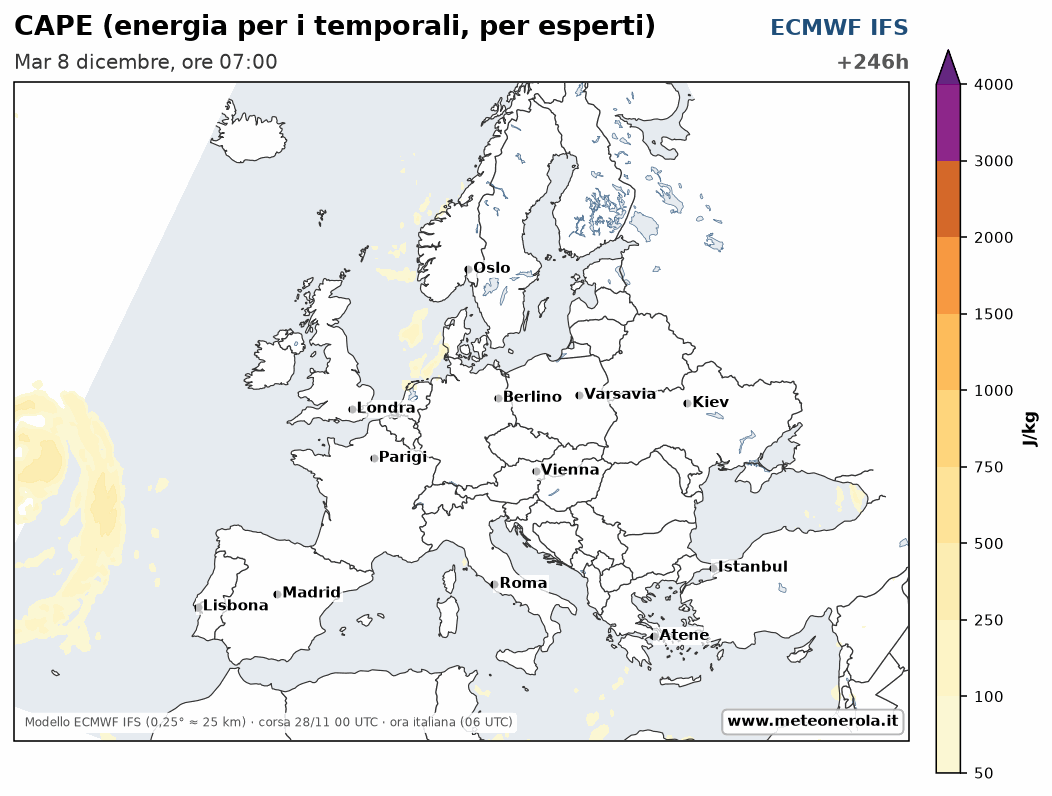 CAPE (energia per i temporali, per esperti)
ECMWF IFS
Mar 8 dicembre, ore 07:00
+246h
4000
3000
2000
1500
1000
750
500
250
100
50
J/kg
Oslo
Londra
Berlino
Varsavia
Kiev
Parigi
Vienna
Istanbul
Roma
Madrid
Lisbona
Atene
Modello ECMWF IFS (0,25° ≈ 25 km) · corsa 28/11 00 UTC · ora italiana (06 UTC)
www.meteonerola.it